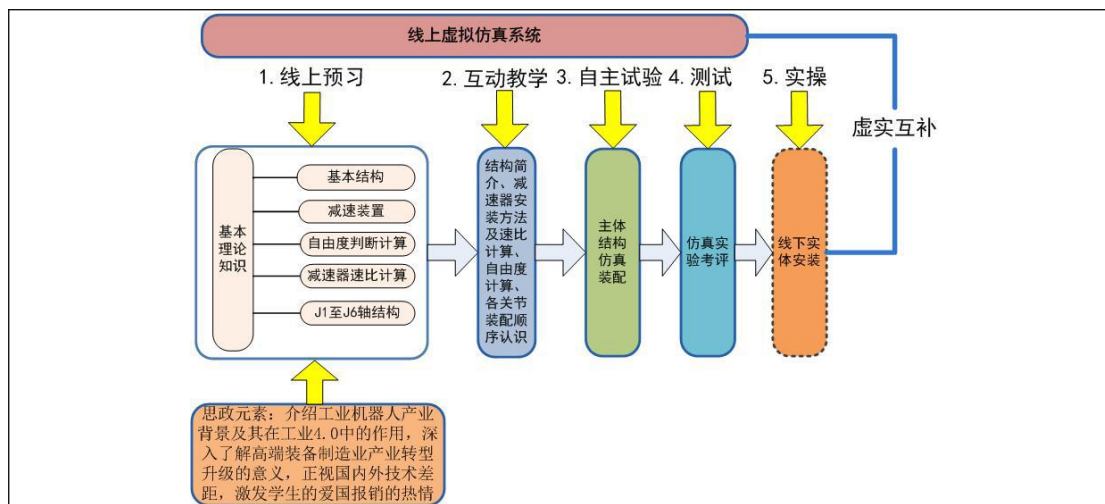 线上虚拟仿真系统
1. 线上预习
2. 互动教学
3. 自主试验
4. 测试
5. 实操
虚实互补
基本
理论
知识
基本结构
减速装置
自由度判断计算
减速器速比计算
J1至J6轴结构
结构简
介、减
速器安
装方法
及速比
计算、
自由度
计算、
各关节
装配顺
序认识
主体
结构
仿真
装配
仿真实
验考评
线下实
体安装
思政元素：介绍工业机器人产业
背景及其在工业4.0中的作用，深
入了解高端装备制造业产业转型
升级的意义，正视国内外技术差
距，激发学生的爱国报销的热情